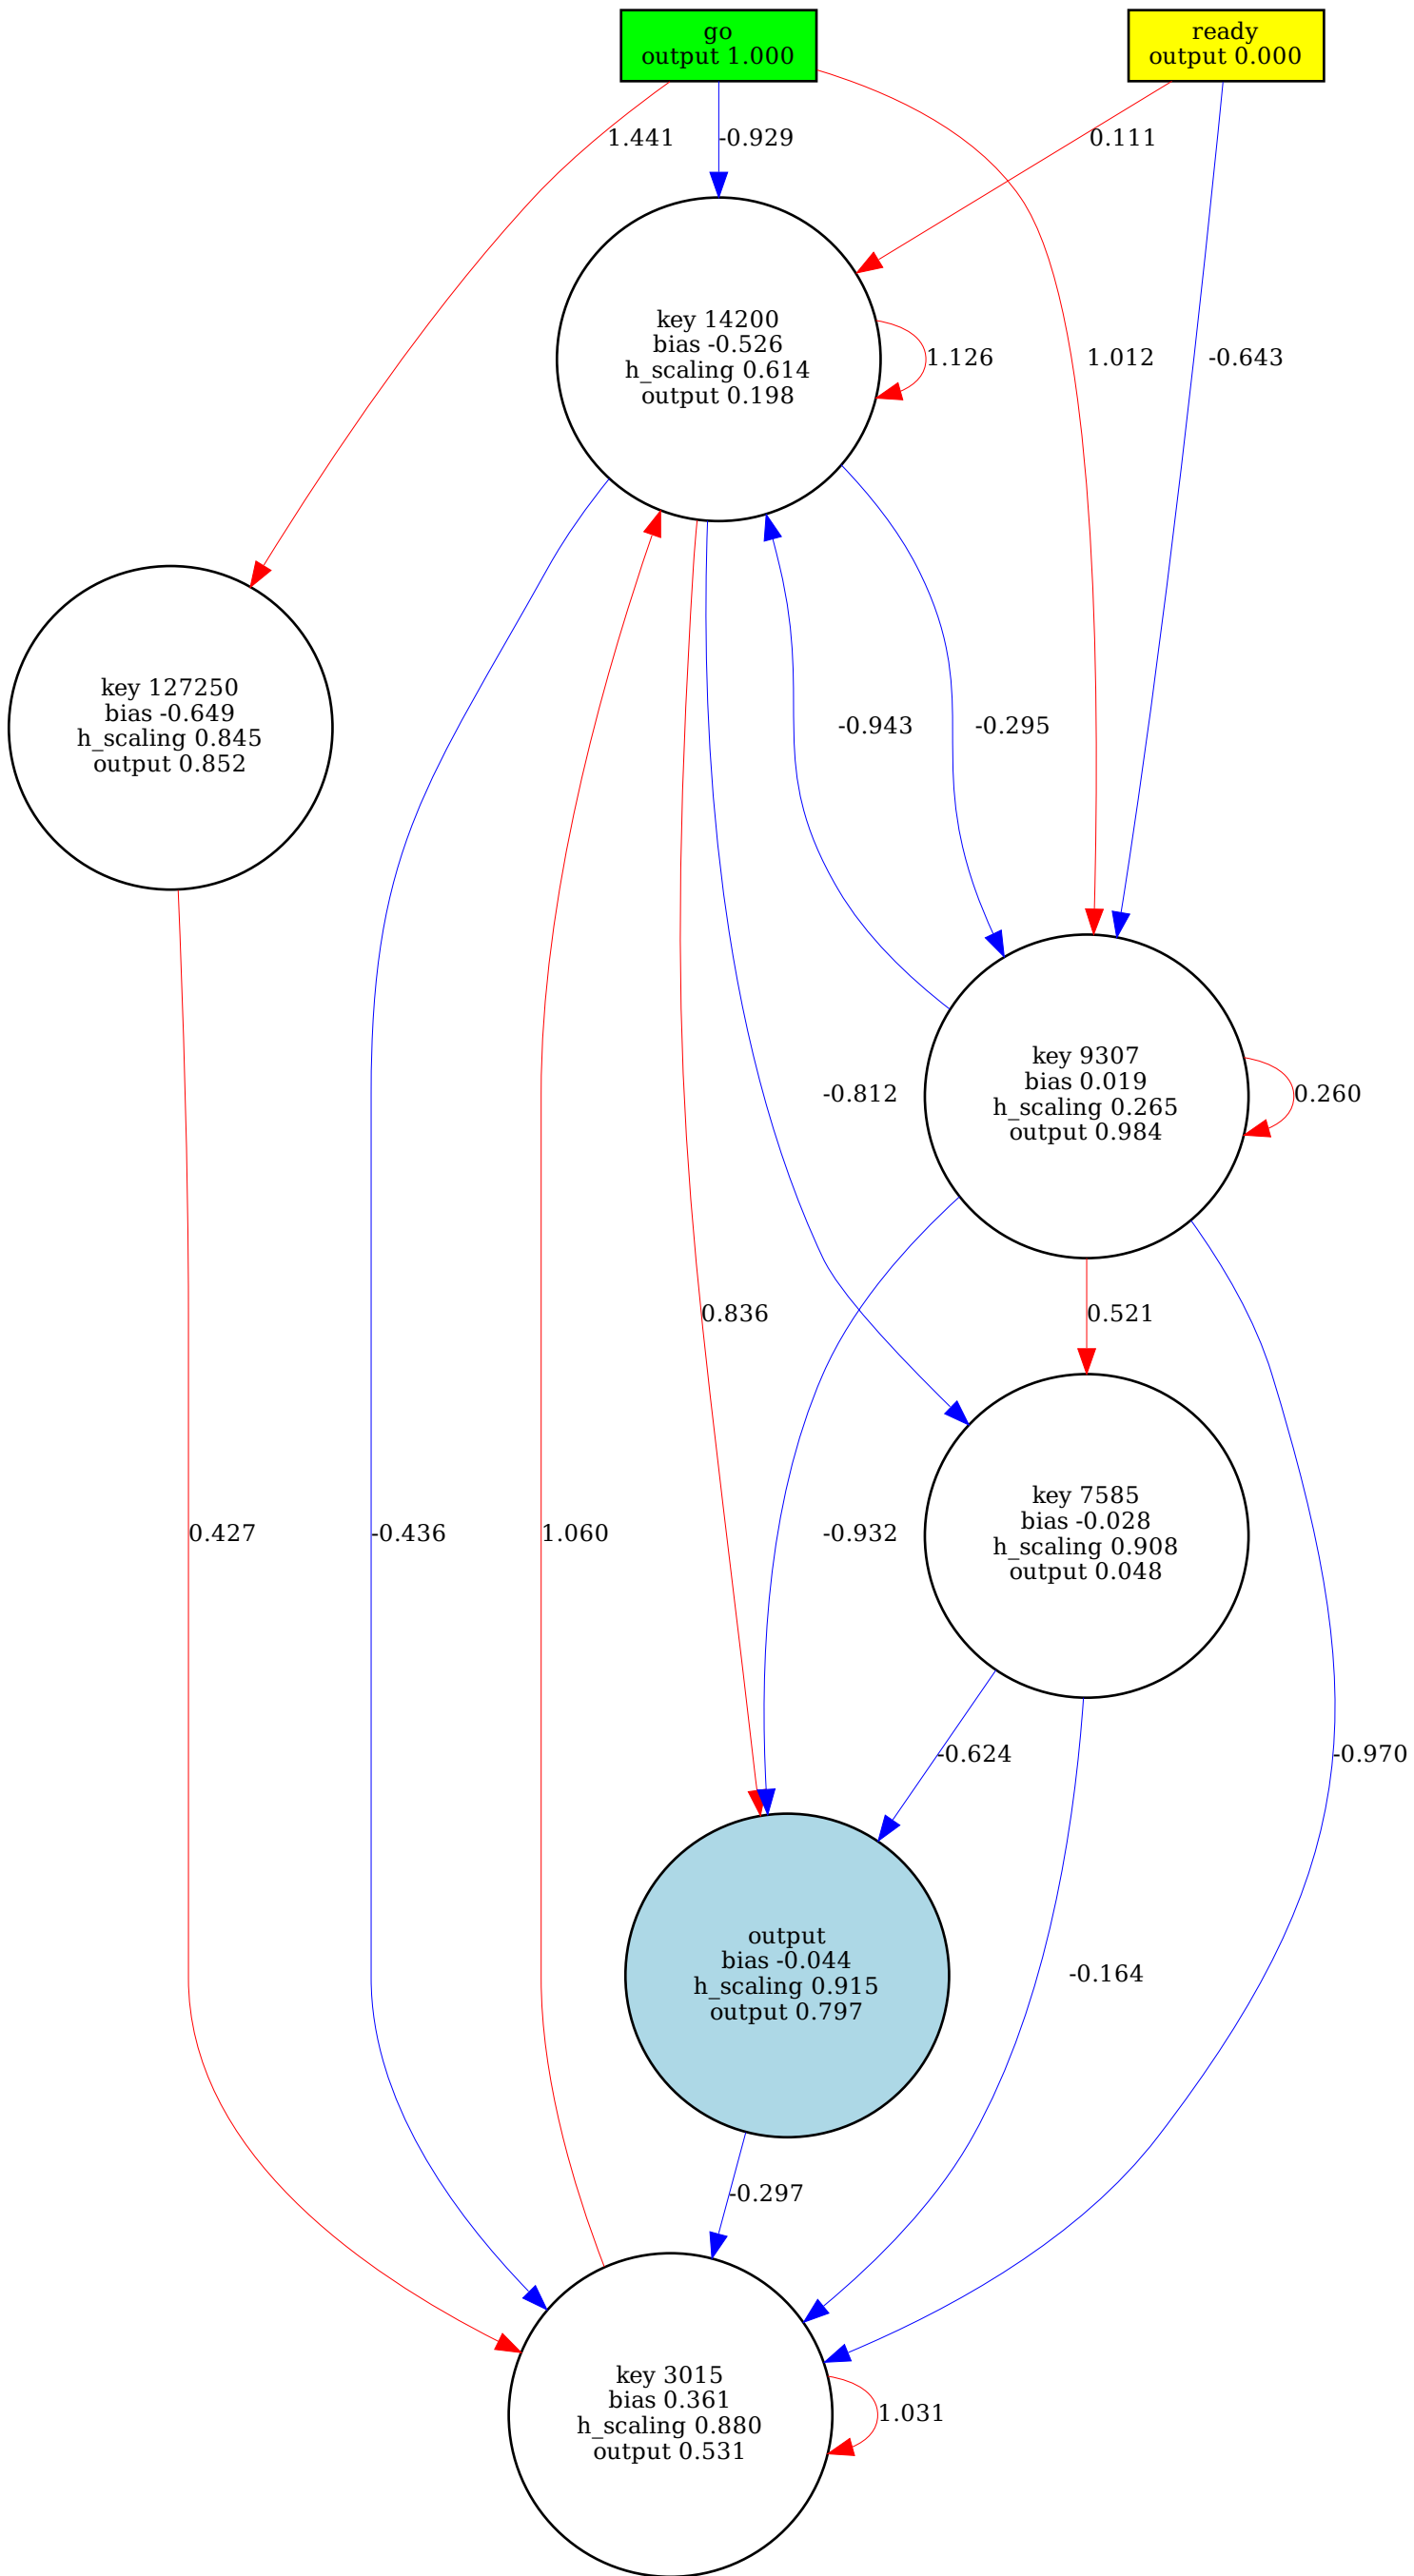 go
output 1.000
ready
output 0.000
1.441
-0.929
0.111
key 14200
bias -0.526
h_scaling 0.614
output 0.198
1.126
1.012
-0.643
key 127250
bias -0.649
h_scaling 0.845
output 0.852
-0.943
-0.295
key 9307
bias 0.019
h_scaling 0.265
output 0.984
-0.812
0.260
0.836
0.521
key 7585
bias -0.028
h_scaling 0.908
output 0.048
0.427
-0.436
1.060
-0.932
-0.624
-0.970
output
bias -0.044
h_scaling 0.915
output 0.797
-0.164
-0.297
key 3015
bias 0.361
h_scaling 0.880
output 0.531
1.031